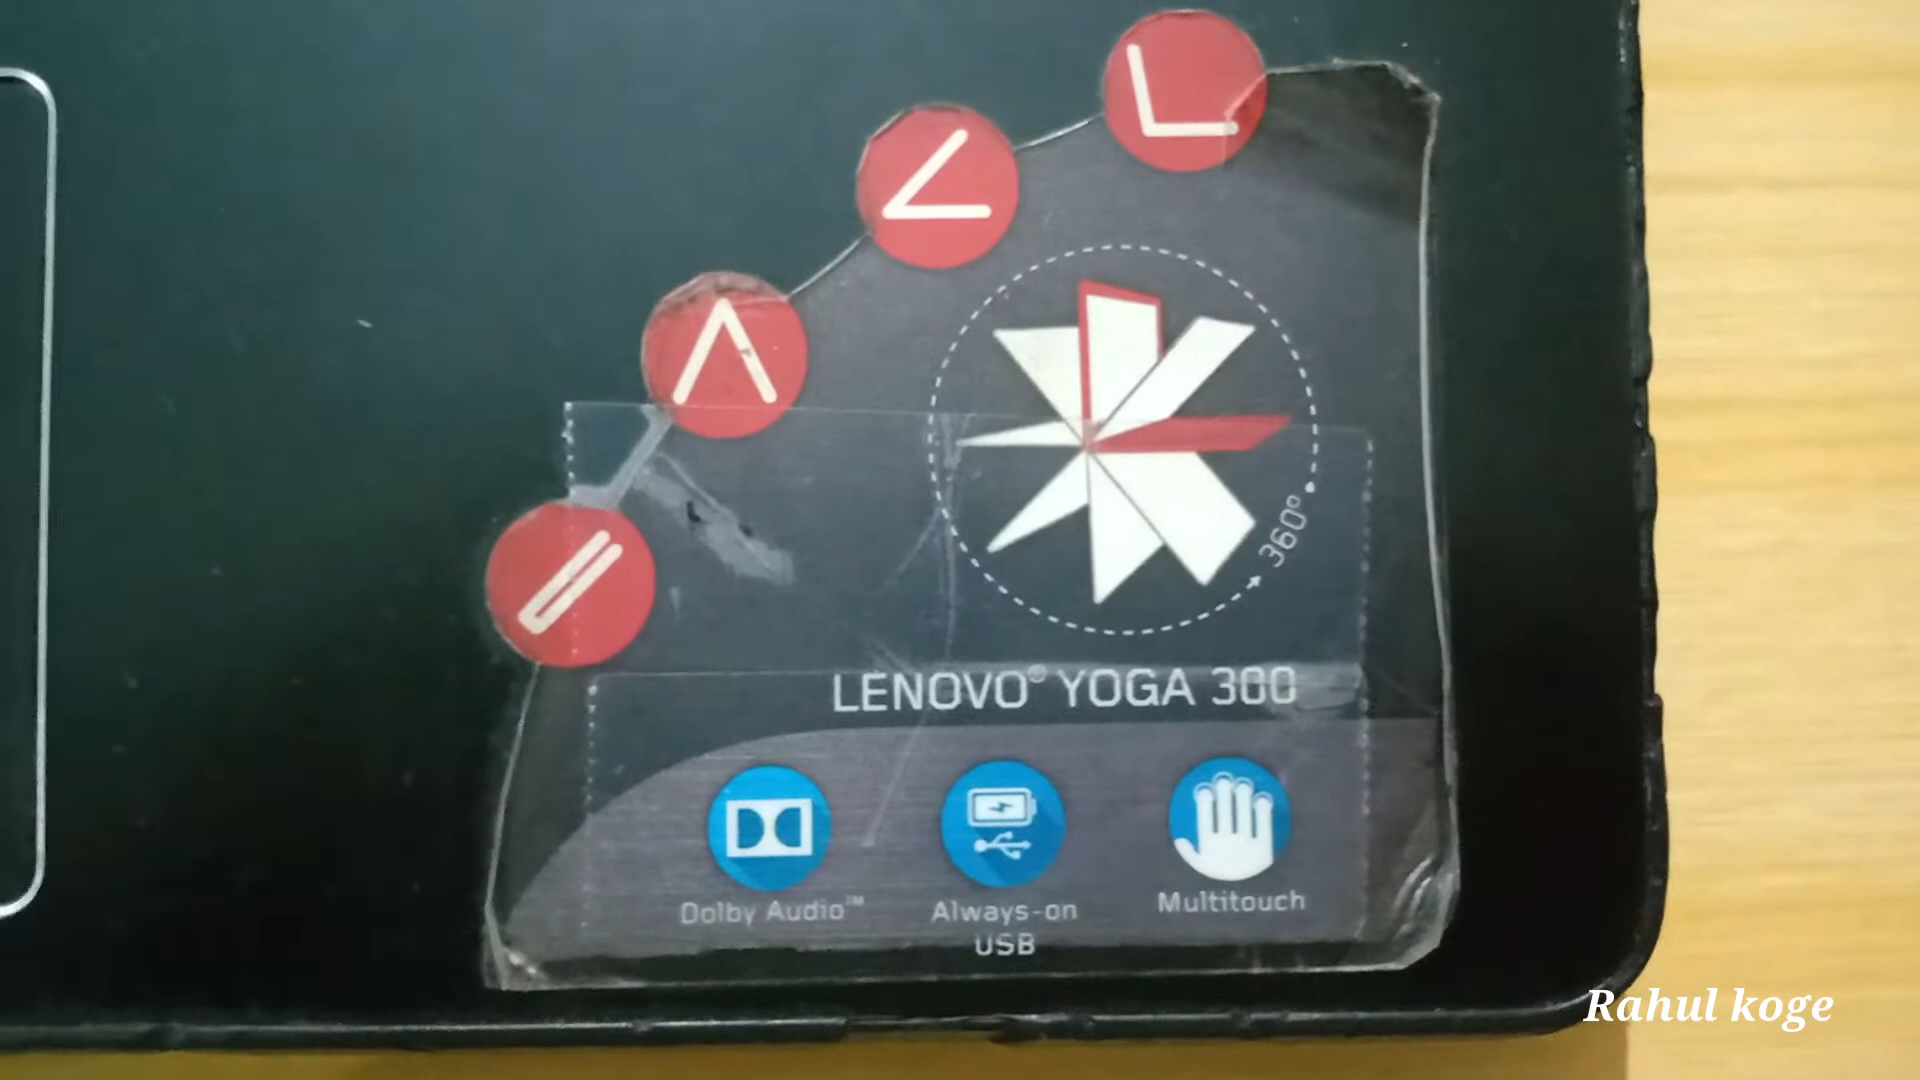 360°
LENOVO® YOGA 300
Dolby Audio™
Always-on
USB
Multitouch
Rahul koge